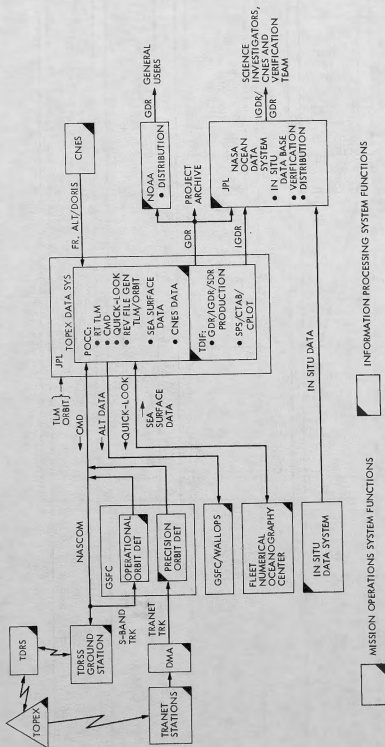 TOPEX
TDRS
TDRSS
GROUND
STATION
TRANET
STATIONS
DMA
S-BAND
TRK
TRANET
TRK
NASCOM
GSFC
OPERATIONAL
ORBIT DET
PRECISION
ORBIT DET
GSFC/WALLOPS
FLEET
NUMERICAL
OCEANOGRAPHY
CENTER
IN SITU
DATA SYSTEM
TLM
ORBIT
CMD
ALT DATA
QUICK-LOOK
SEA SURFACE
DATA
JPL
TOPEX DATA SYS
POCC:
• RT TLM
• CMD
• QUICK-LOOK
• REV FILE GEN
TLM/ORBIT
• SEA SURFACE
DATA
• CNES DATA
TDIF:
• GDR/IGDR/SDR
PRODUCTION
• SPS/CTAB/
CPLOT
FR. ALT/DORIS
CNES
GDR
IGDR
PROJECT
ARCHIVE
NOAA
• DISTRIBUTION
GDR
GENERAL
USERS
JPL
NASA
OCEAN
DATA
SYSTEM
• IN SITU
DATA BASE
• VERIFICATION
• DISTRIBUTION
IGDR/
GDR
SCIENCE
INVESTIGATORS,
CNES AND
VERIFICATION
TEAM
IN SITU DATA
MISSION OPERATIONS SYSTEM FUNCTIONS
INFORMATION PROCESSING SYSTEM FUNCTIONS